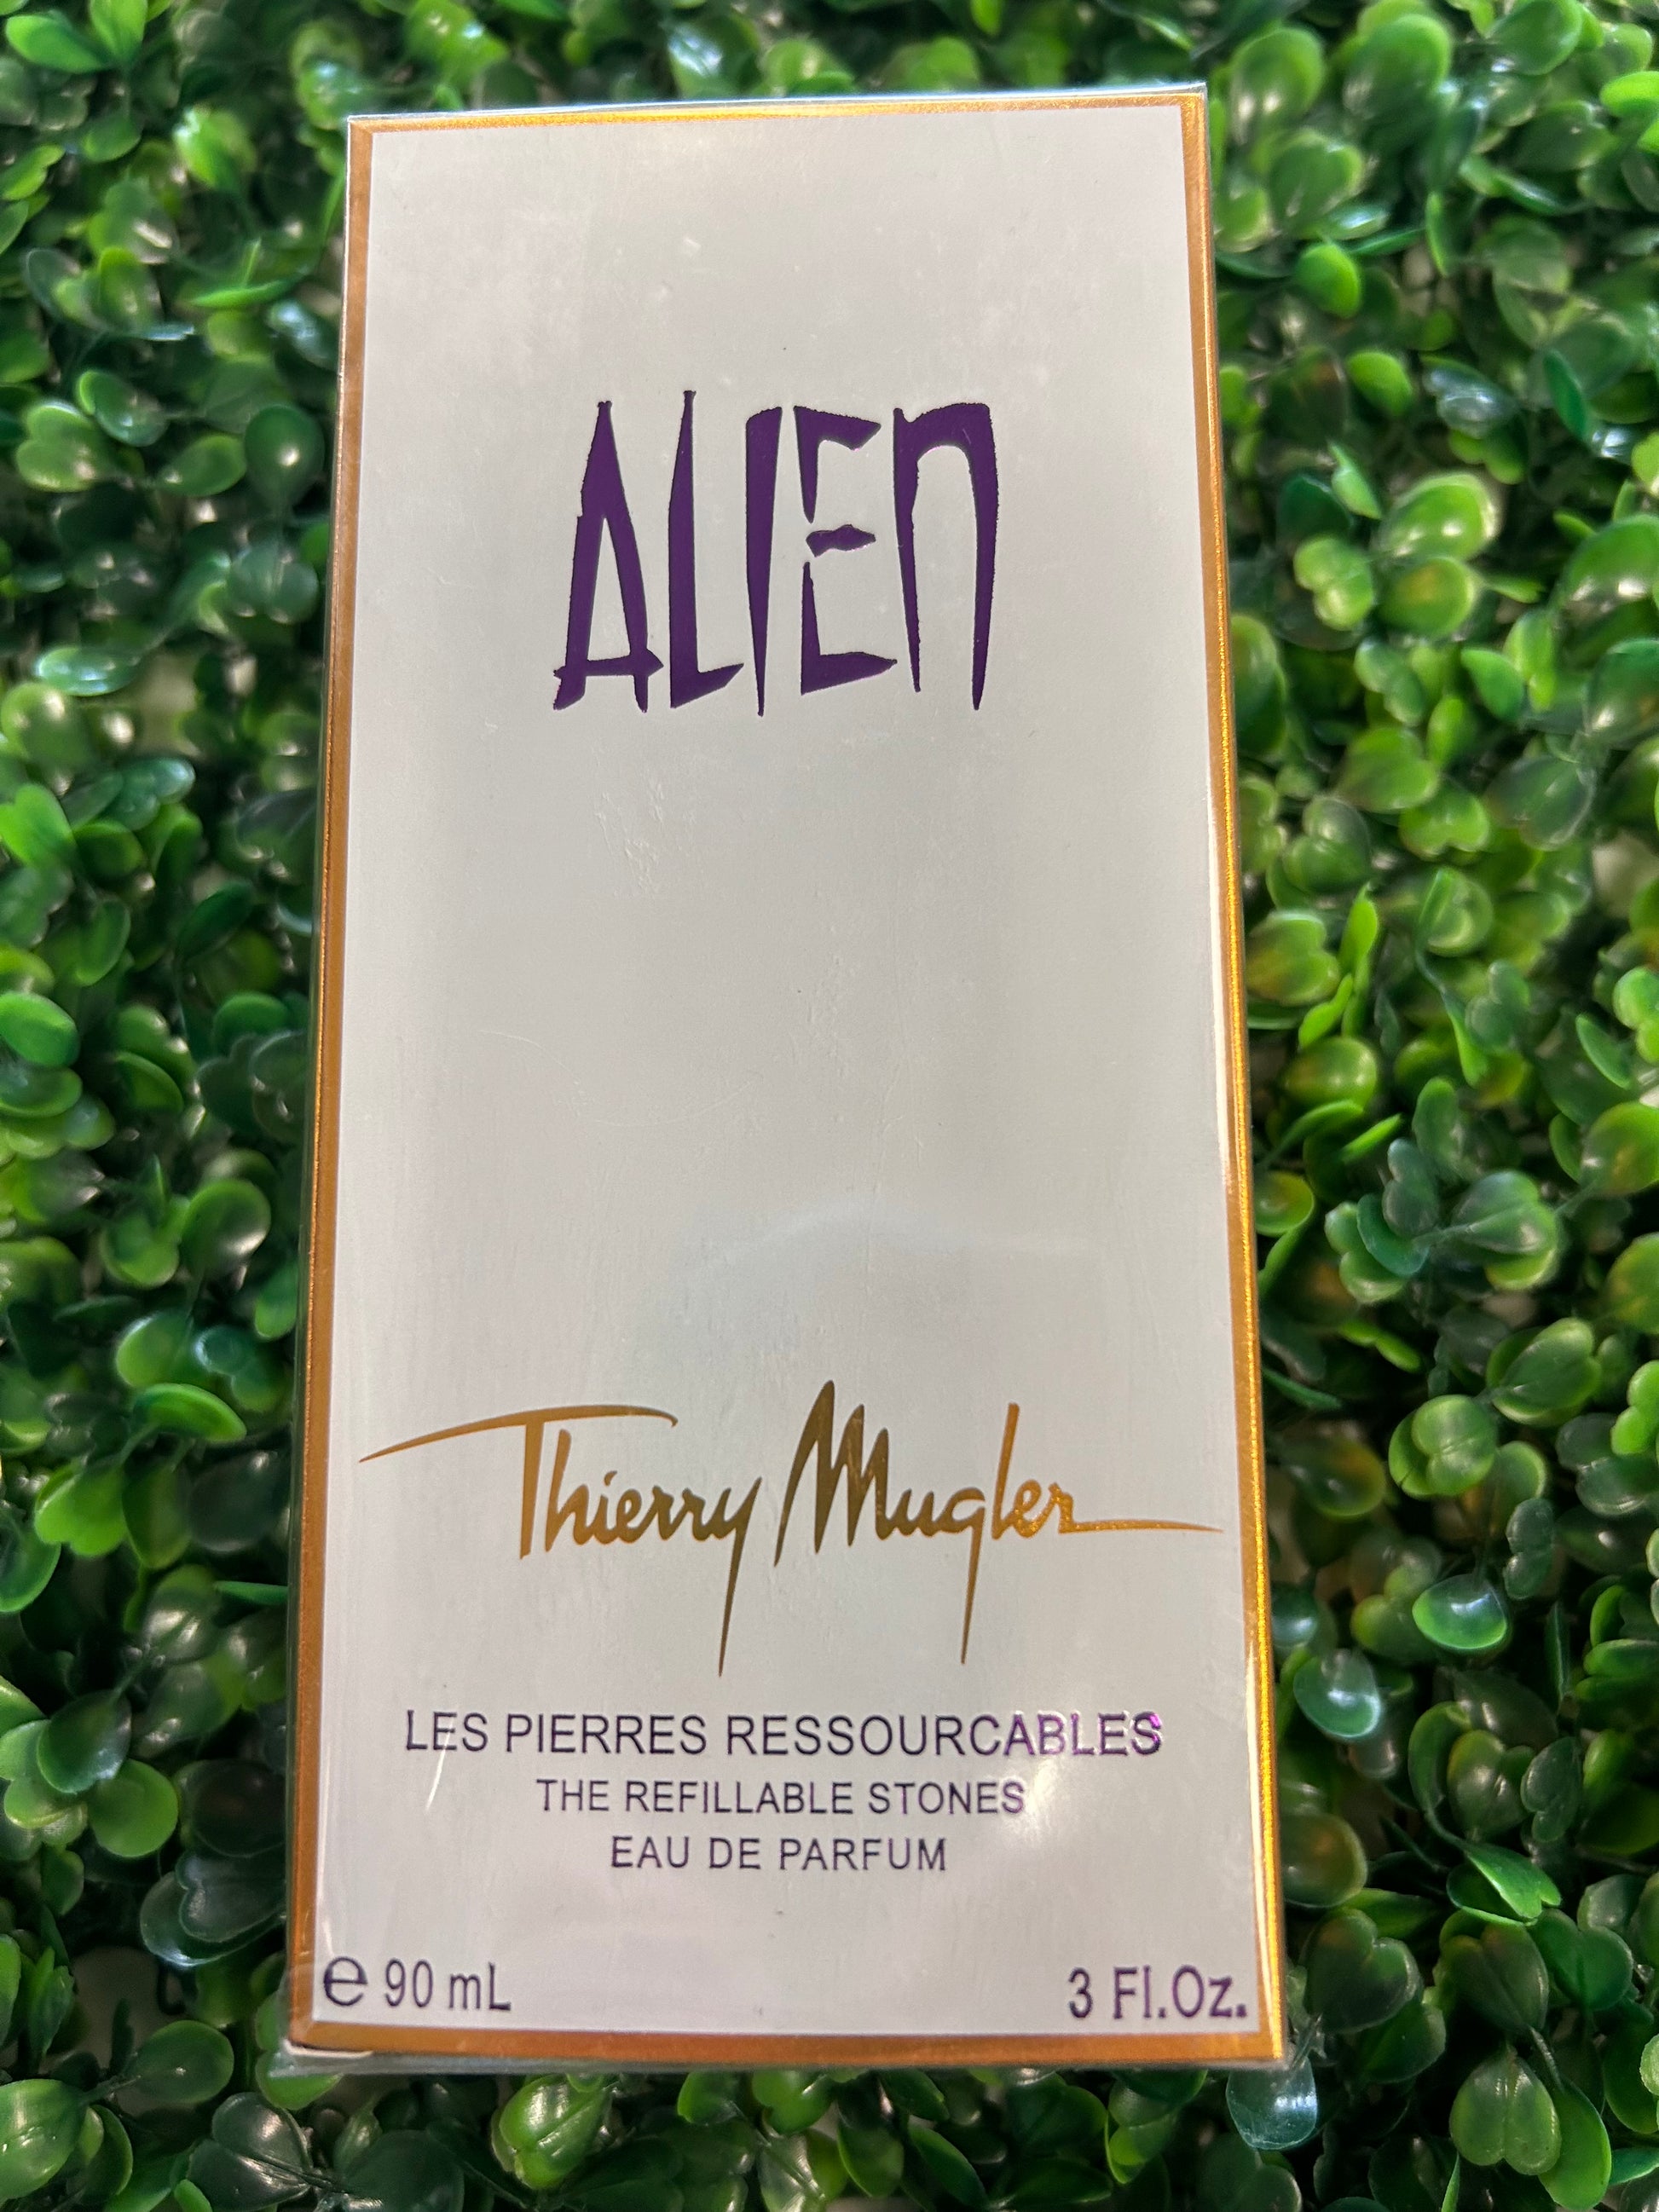 ALIEn
Thierry Mugler
LES PIERRES RESSOURCABLES
THE REFILLABLE STONES
EAU DE PARFUM
℮ 90 mL
3 Fl.Oz.